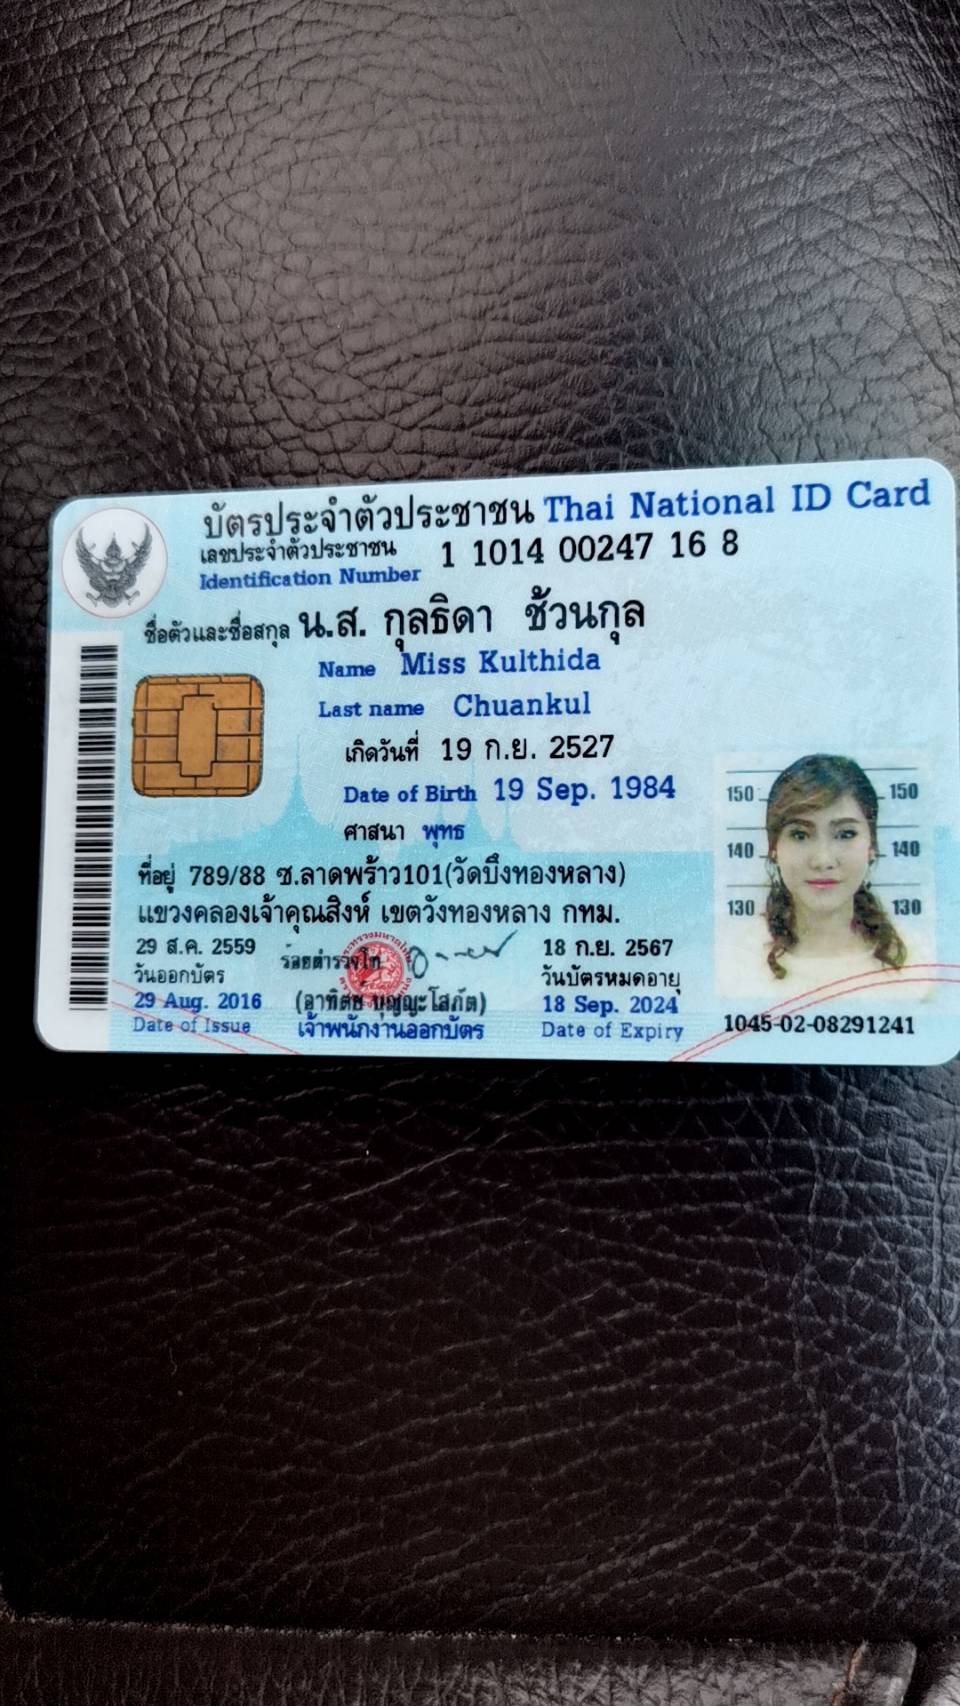 บัตรประจำตัวประชาชน Thai National ID Card
เลขประจำตัวประชาชน 1 1014 00247 16 8
Identification Number
ชื่อตัวและชื่อสกุล น.ส. กุลธิดา ช้วนกุล
Name Miss Kulthida
Last name Chuankul
เกิดวันที่ 19 ก.ย. 2527
Date of Birth 19 Sep. 1984
ศาสนา พุทธ
ที่อยู่ 789/88 ซ.ลาดพร้าว101(วัดบึงทองหลาง)
แขวงคลองเจ้าคุณสิงห์ เขตวังทองหลาง กทม.
150 150
140 140
130 130
29 ส.ค. 2559
วันออกบัตร
29 Aug. 2016
Date of Issue
ร้อยตำรวจโท
(อาทิตย์ บุญญะโสภัต)
เจ้าพนักงานออกบัตร
18 ก.ย. 2567
วันบัตรหมดอายุ
18 Sep. 2024
Date of Expiry
1045-02-08291241